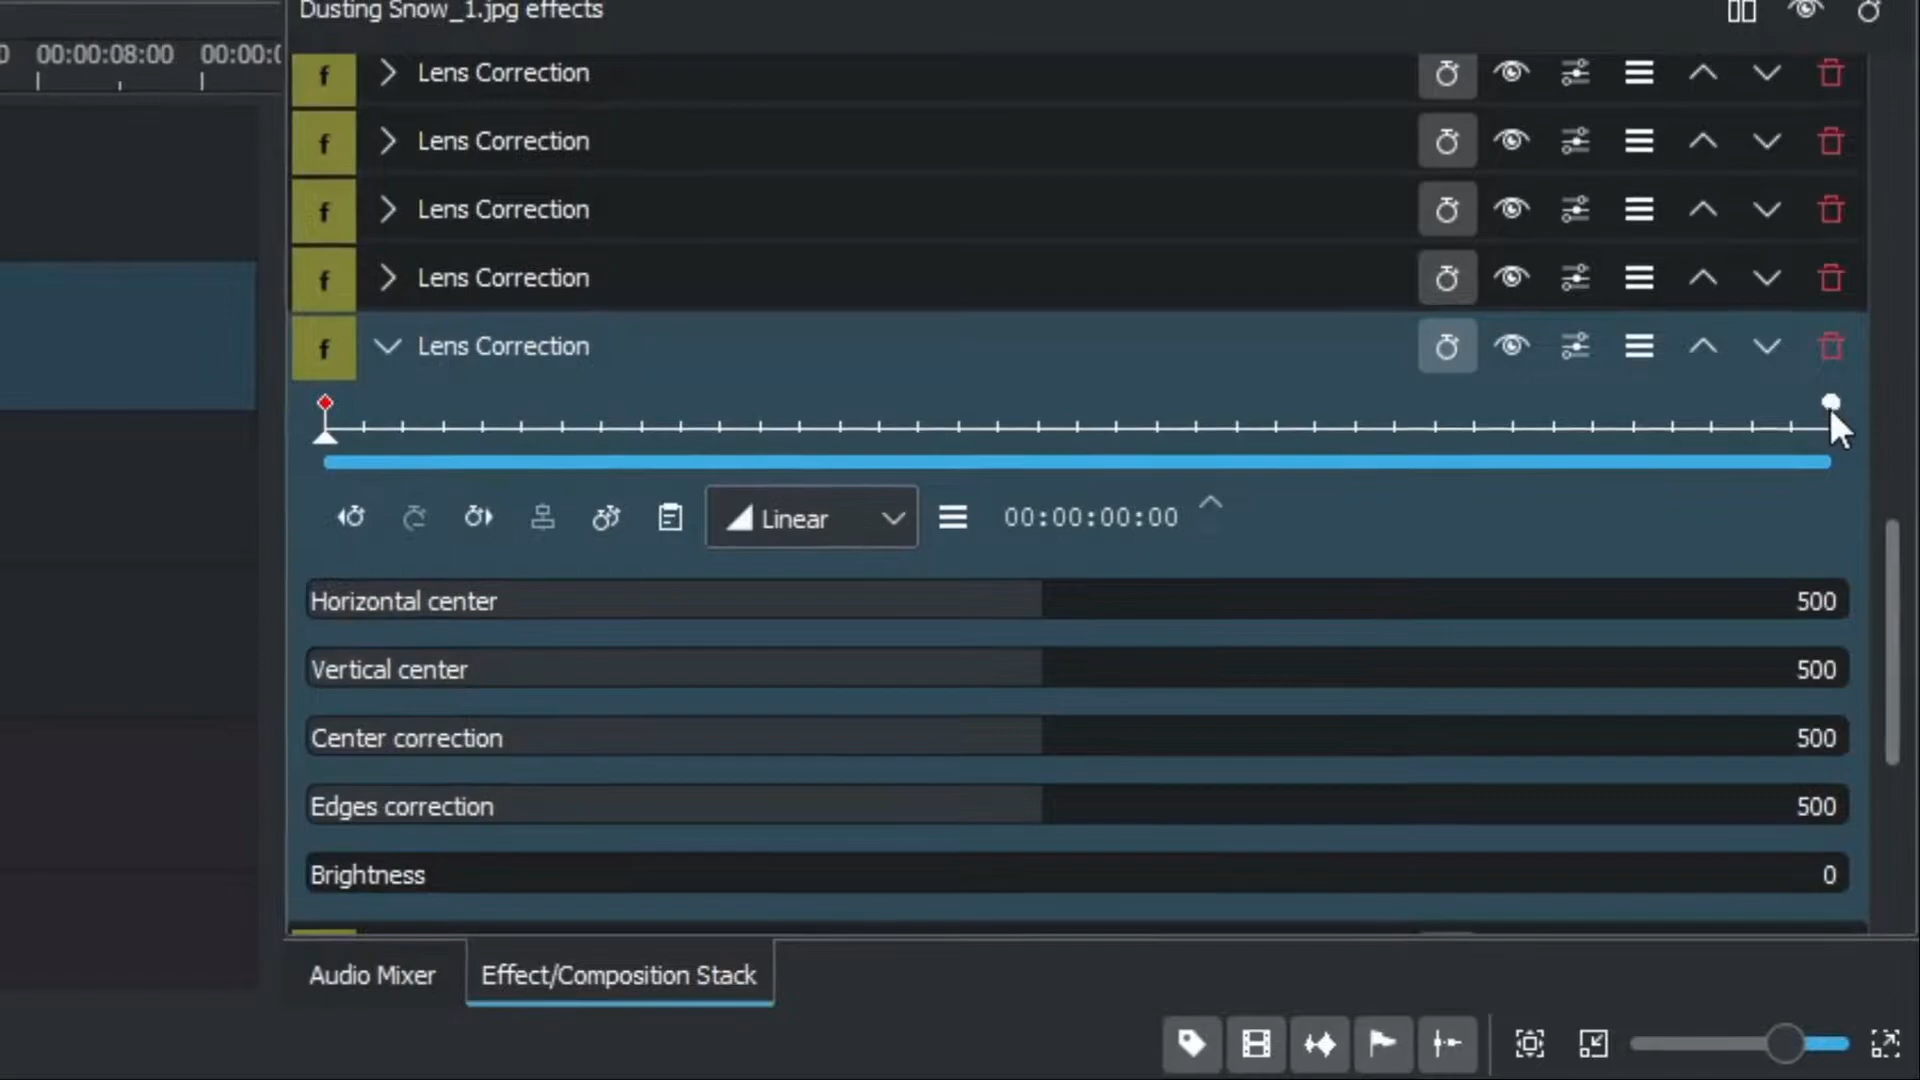 Dusting Snow_1.jpg effects
0 00:00:08:00 00:00:0
f Lens Correction
f Lens Correction
f Lens Correction
f Lens Correction
f Lens Correction
Linear 00:00:00:00
Horizontal center 500
Vertical center 500
Center correction 500
Edges correction 500
Brightness 0
Audio Mixer Effect/Composition Stack